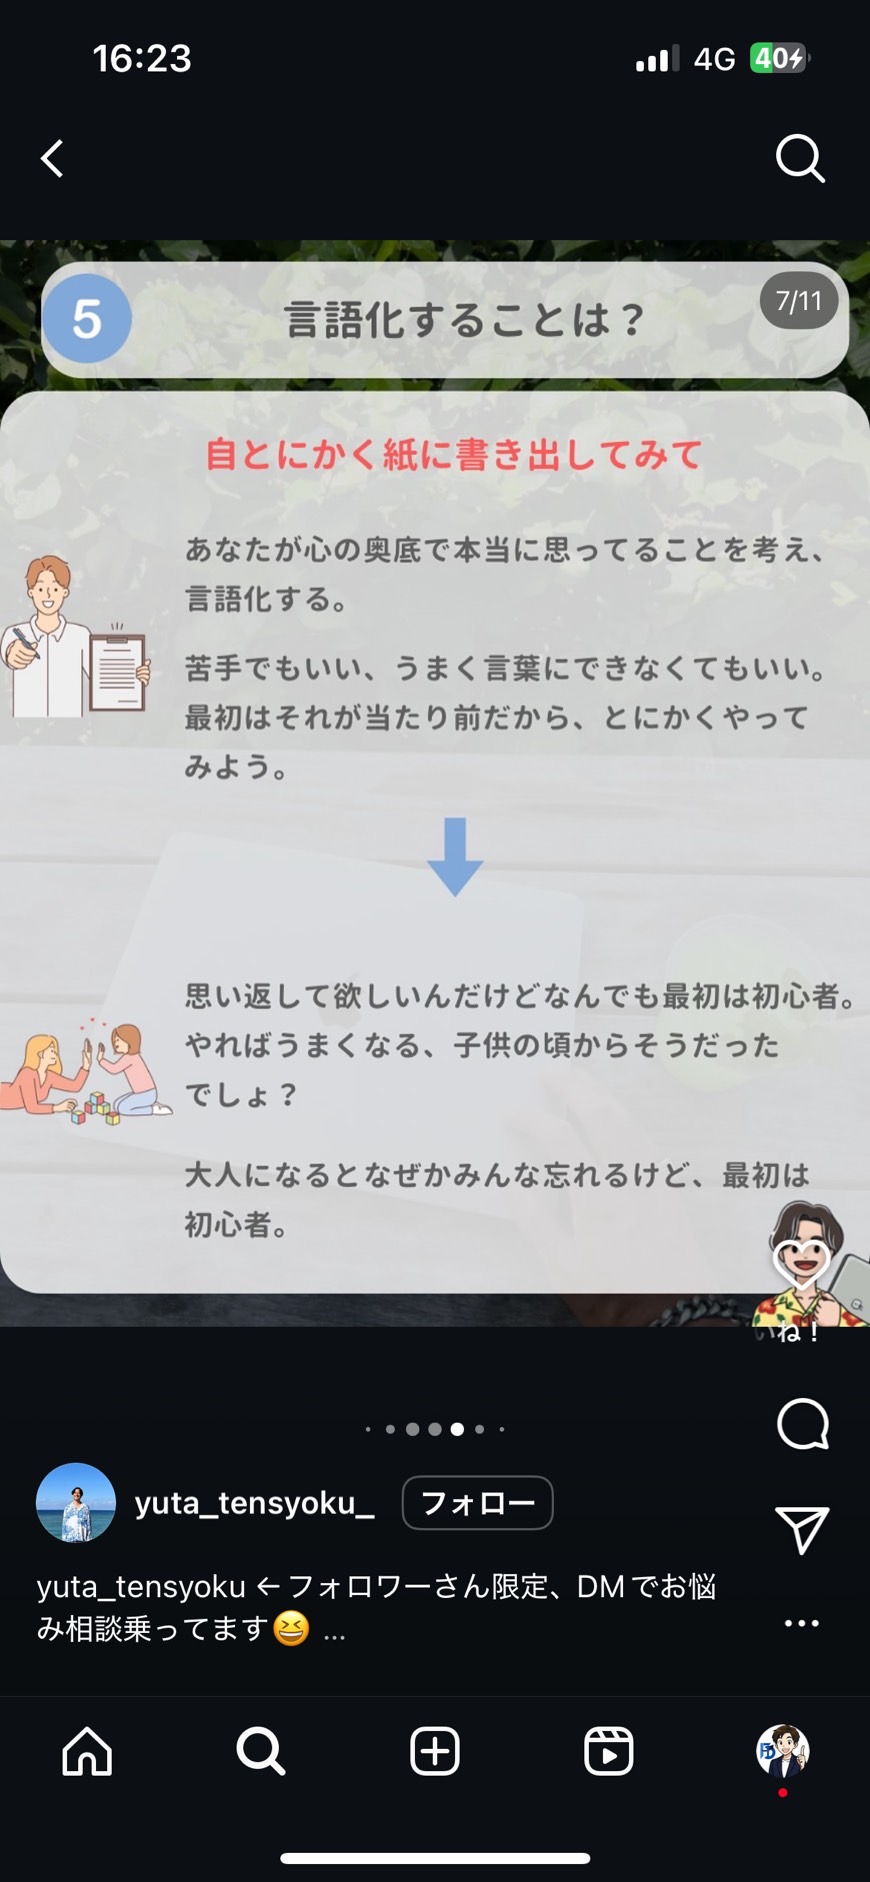 16:23
4G
40
7/11
5
言語化することは？
自とにかく紙に書き出してみて
あなたが心の奥底で本当に思ってることを考え、
言語化する。
苦手でもいい、うまく言葉にできなくてもいい。
最初はそれが当たり前だから、とにかくやって
みよう。
思い返して欲しいんだけどなんでも最初は初心者。
やればうまくなる、子供の頃からそうだった
でしょ？
大人になるとなぜかみんな忘れるけど、最初は
初心者。
いね！
yuta_tensyoku_
フォロー
yuta_tensyoku ← フォロワーさん限定、DMでお悩
み相談乗ってます😆 ...